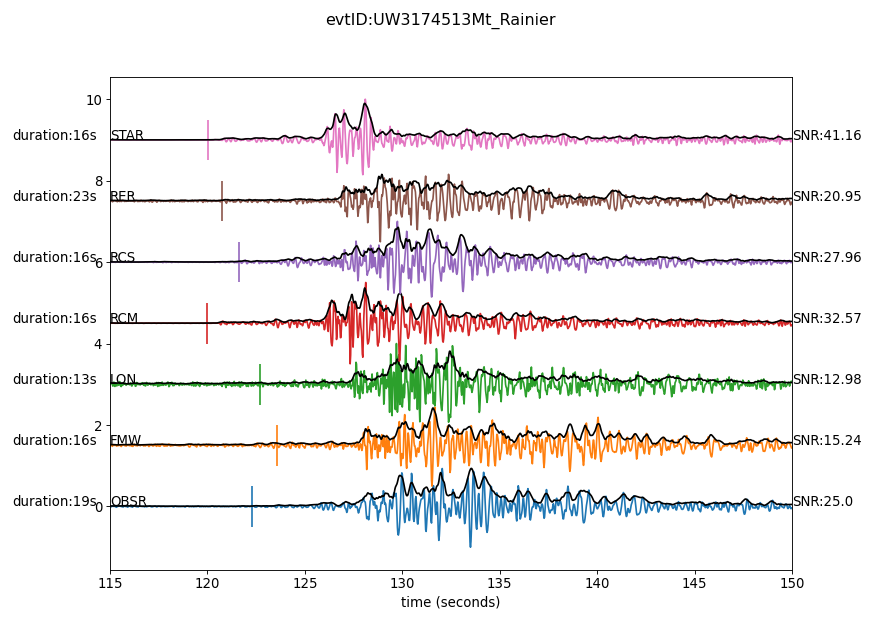 evtID:UW3174513Mt_Rainier
10
duration:16s STAR SNR:41.16
8
duration:23s RER SNR:20.95
duration:16s RCS SNR:27.96
6
duration:16s RCM SNR:32.57
4
duration:13s LON SNR:12.98
2
duration:16s FMW SNR:15.24
duration:19s OBSR SNR:25.0
0
115 120 125 130 135 140 145 150
time (seconds)